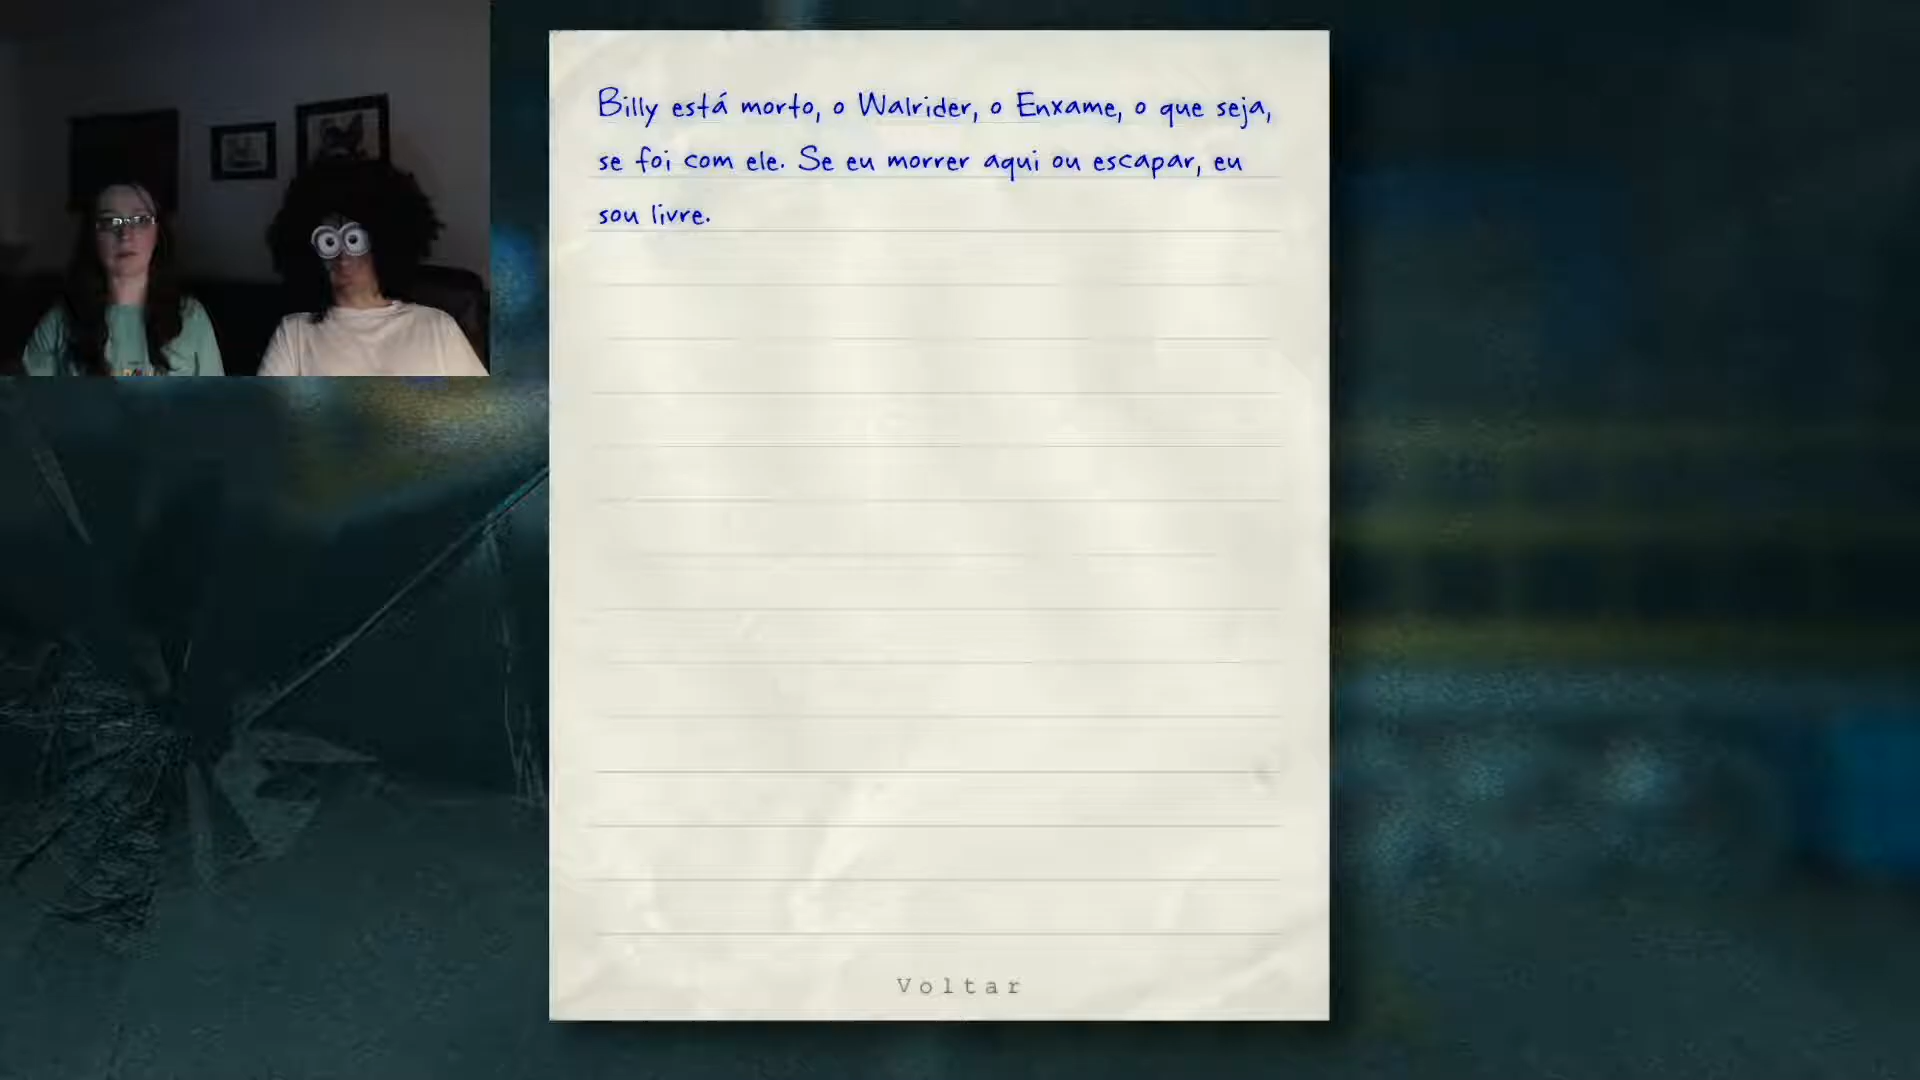 Billy está morto, o Walrider, o Enxame, o que seja,
se foi com ele. Se eu morrer aqui ou escapar, eu
sou livre.
Voltar